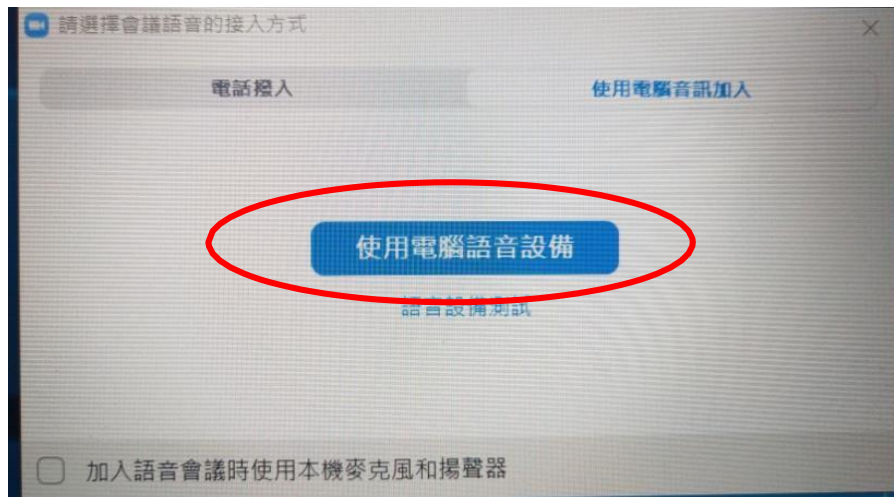 請選擇會議語音的接入方式
電話撥入 使用電腦音訊加入
使用電腦語音設備
語音設備測試
加入語音會議時使用本機麥克風和揚聲器